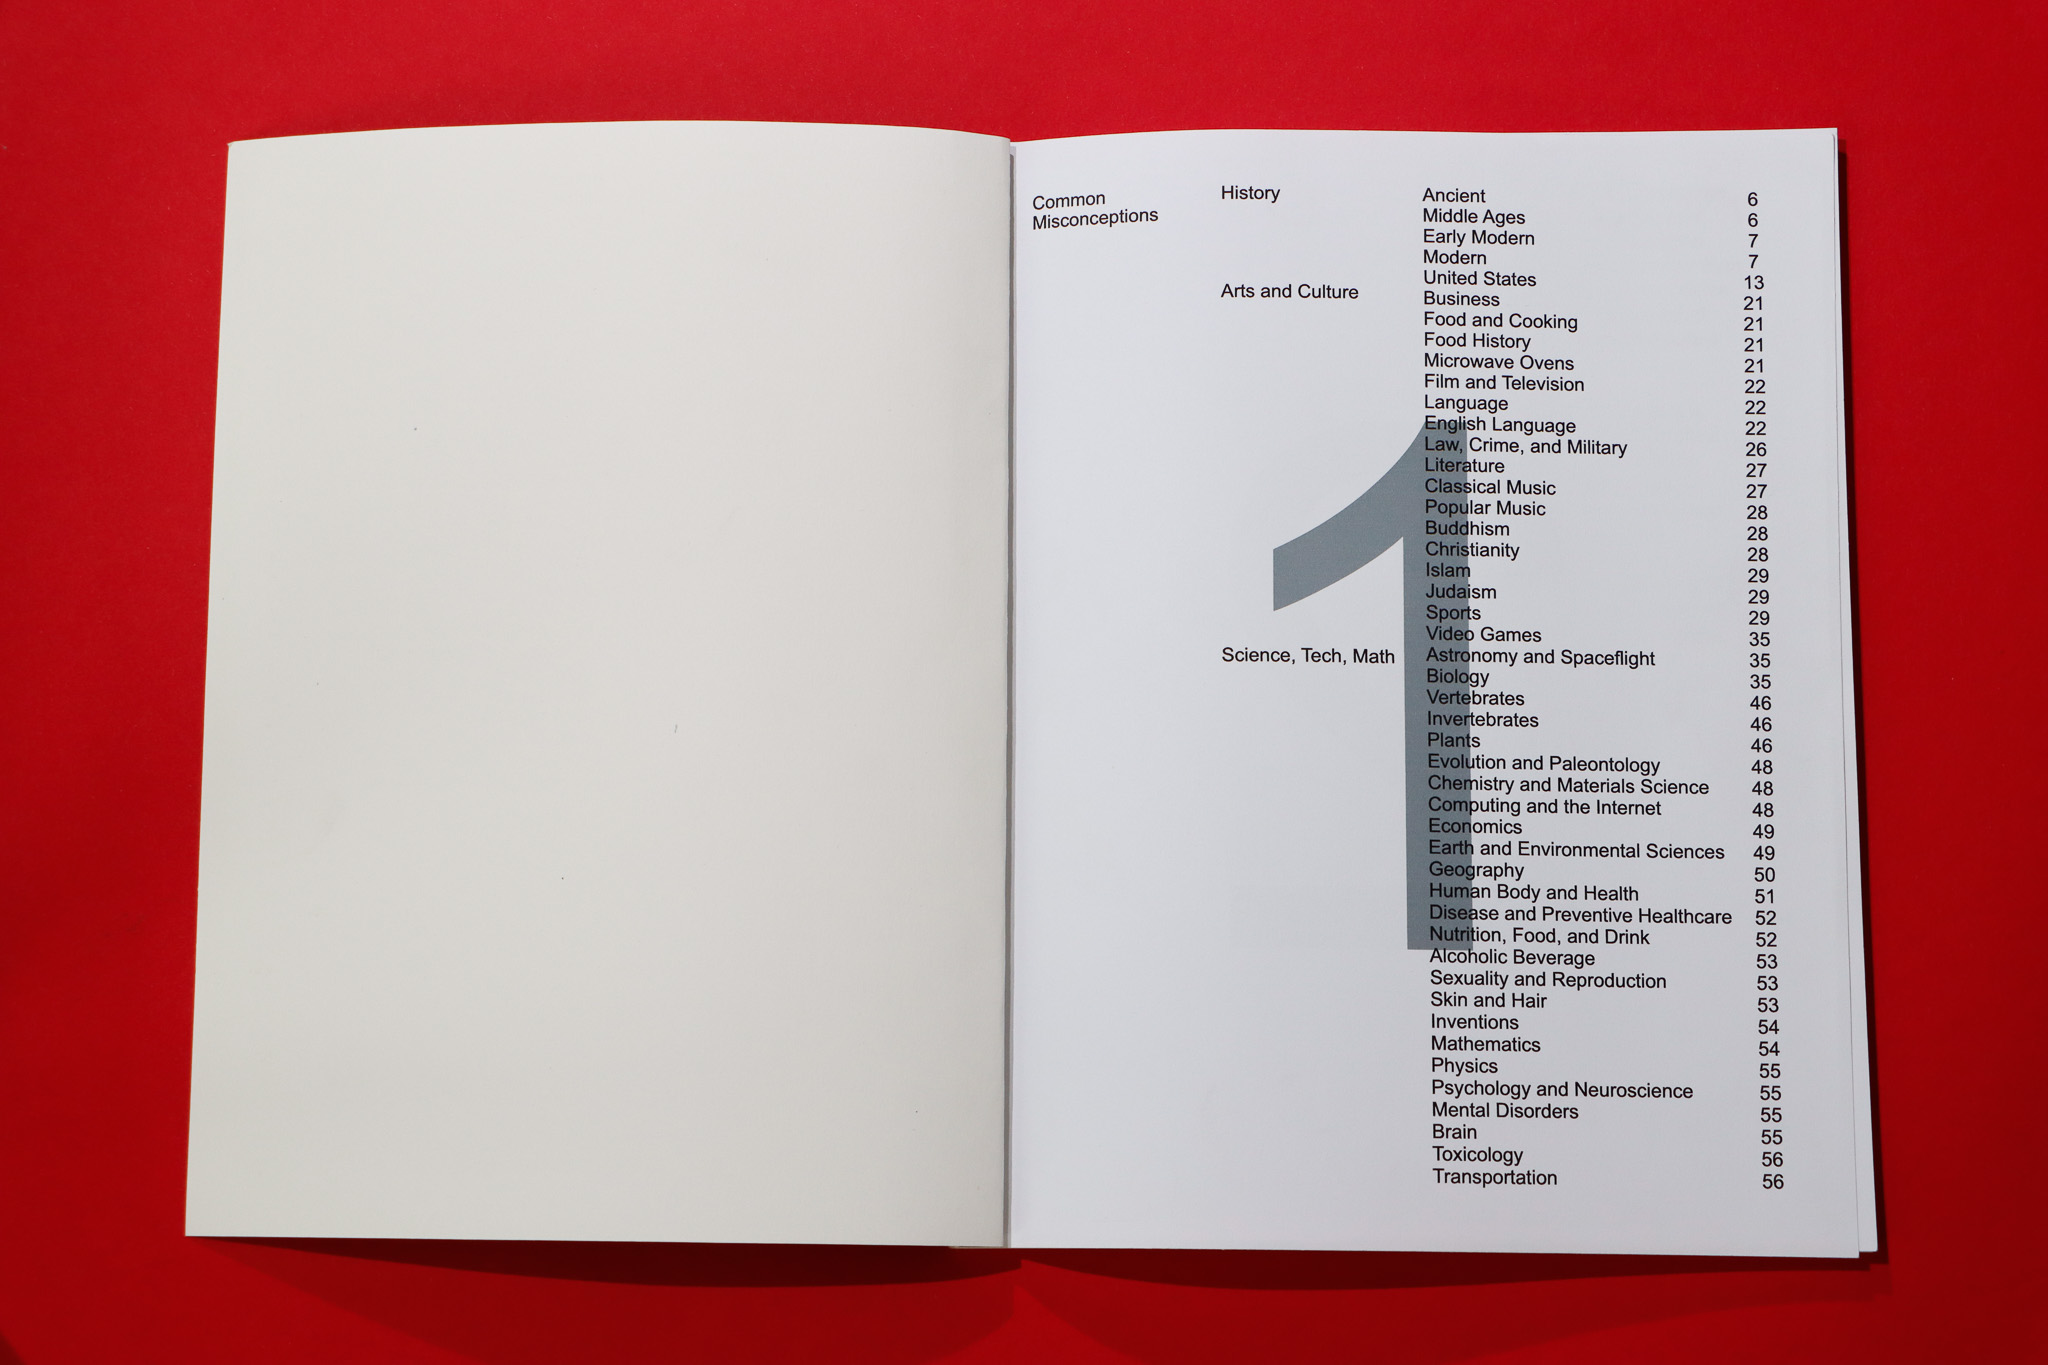 Common
Misconceptions
History
Ancient 6
Middle Ages 6
Early Modern 7
Modern 7
United States 13
Arts and Culture
Business 21
Food and Cooking 21
Food History 21
Microwave Ovens 21
Film and Television 22
Language 22
English Language 22
Law, Crime, and Military 26
Literature 27
Classical Music 27
Popular Music 28
Buddhism 28
Christianity 28
Islam 29
Judaism 29
Sports 29
Video Games 35
Science, Tech, Math
Astronomy and Spaceflight 35
Biology 35
Vertebrates 46
Invertebrates 46
Plants 46
Evolution and Paleontology 48
Chemistry and Materials Science 48
Computing and the Internet 48
Economics 49
Earth and Environmental Sciences 49
Geography 50
Human Body and Health 51
Disease and Preventive Healthcare 52
Nutrition, Food, and Drink 52
Alcoholic Beverage 53
Sexuality and Reproduction 53
Skin and Hair 53
Inventions 54
Mathematics 54
Physics 55
Psychology and Neuroscience 55
Mental Disorders 55
Brain 55
Toxicology 56
Transportation 56
1